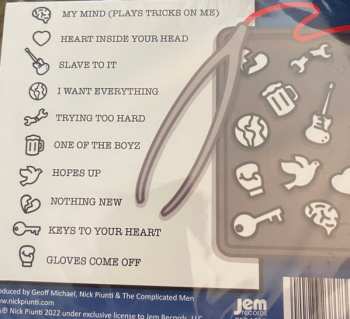 MY MIND (PLAYS TRICKS ON ME)
HEART INSIDE YOUR HEAD
SLAVE TO IT
I WANT EVERYTHING
TRYING TOO HARD
ONE OF THE BOYZ
HOPES UP
NOTHING NEW
KEYS TO YOUR HEART
GLOVES COME OFF
oduced by Geoff Michael, Nick Piunti & The Complicated Men
w.nickpiunti.com
& © Nick Piunti 2022 under exclusive license to Jem Records, LLC
jem
records